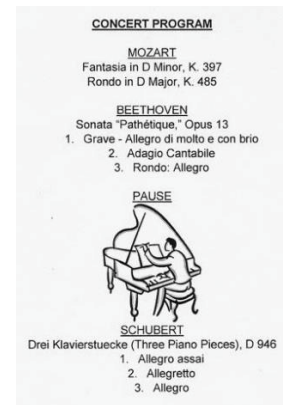 CONCERT PROGRAM
MOZART
Fantasia in D Minor, K. 397
Rondo in D Major, K. 485
BEETHOVEN
Sonata “Pathétique,” Opus 13
1. Grave - Allegro di molto e con brio
2. Adagio Cantabile
3. Rondo: Allegro
PAUSE
SCHUBERT
Drei Klavierstuecke (Three Piano Pieces), D 946
1. Allegro assai
2. Allegretto
3. Allegro